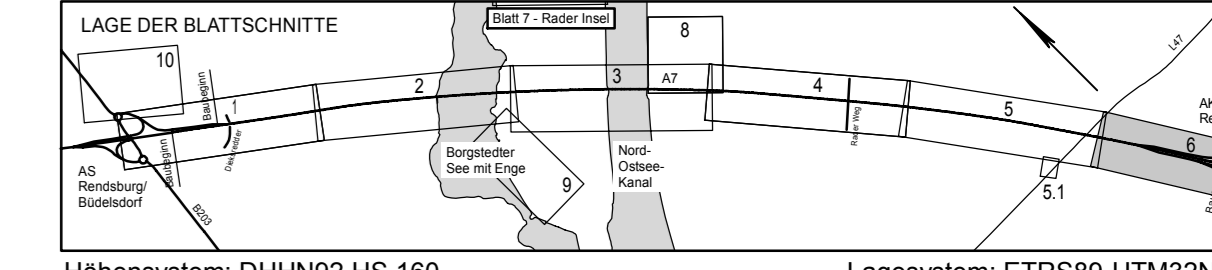 LAGE DER BLATTSCHNITTE
Blatt 7 - Rader Insel
10
Baubeginn
1
2
3
A7
8
4
5
L47
6
Baubeginn
Diekredder
Rader Weg
AS
Rendsburg/
Büdelsdorf
B203
Borgstedter
See mit Enge
9
Nord-
Ostsee-
Kanal
5.1
Höhensystem: DHHN92 HS 160
Lagesystem: ETRS89-UTM32N